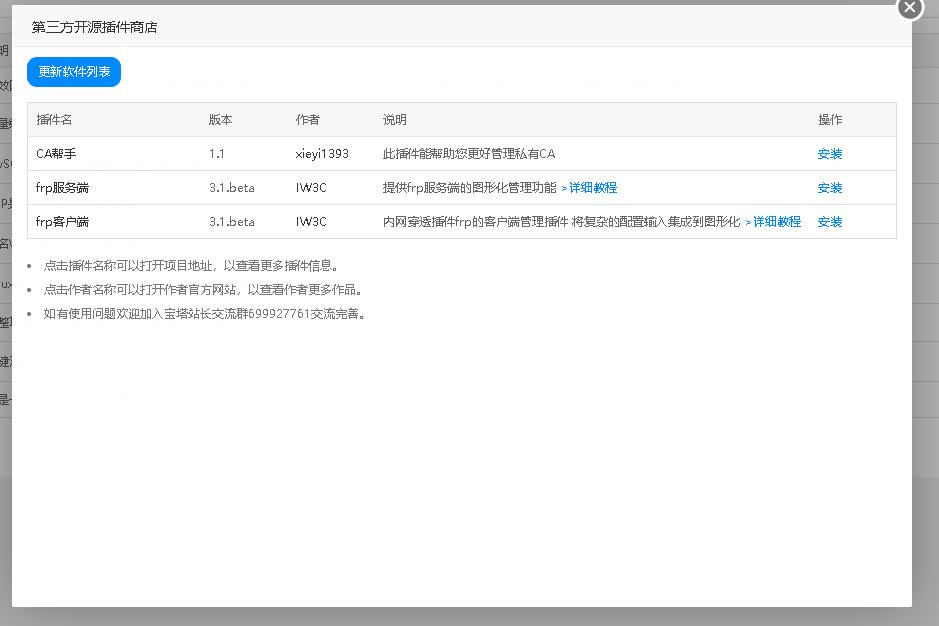 第三方开源插件商店
更新软件列表
插件名 版本 作者 说明 操作
CA帮手 1.1 xieyi1393 此插件能帮助您更好管理私有CA 安装
frp服务端 3.1.beta IW3C 提供frp服务端的图形化管理功能 >详细教程 安装
frp客户端 3.1.beta IW3C 内网穿透插件frp的客户端管理插件 将复杂的配置输入集成到图形化 >详细教程 安装
点击插件名称可以打开项目地址，以查看更多插件信息。
点击作者名称可以打开作者官方网站，以查看作者更多作品。
如有使用问题欢迎加入宝塔站长交流群699927761交流完善。